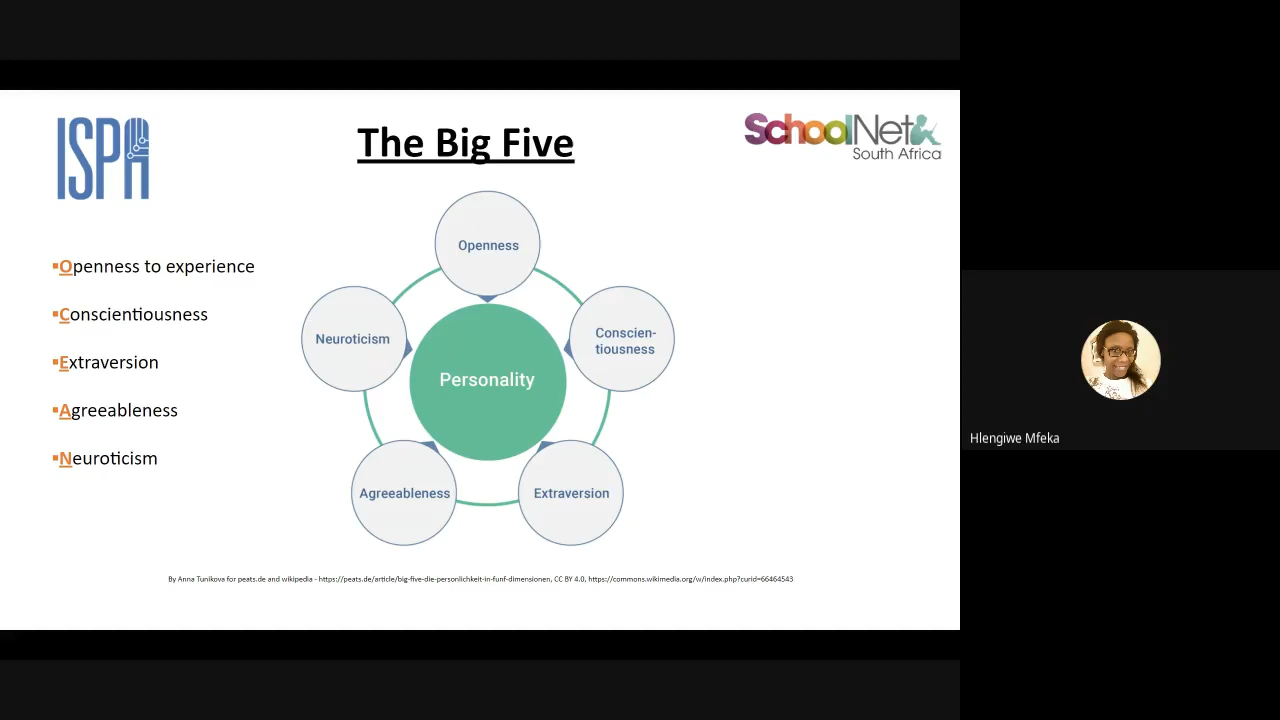 ISPA
The Big Five
SchoolNet
South Africa
▪Openness to experience
▪Conscientiousness
▪Extraversion
▪Agreeableness
▪Neuroticism
Openness
Neuroticism
Conscien-
tiousness
Personality
Agreeableness
Extraversion
By Anna Tunikova for peats.de and wikipedia - https://peats.de/article/big-five-die-personlichkeit-in-funf-dimensionen, CC BY 4.0, https://commons.wikimedia.org/w/index.php?curid=66464543
Hlengiwe Mfeka